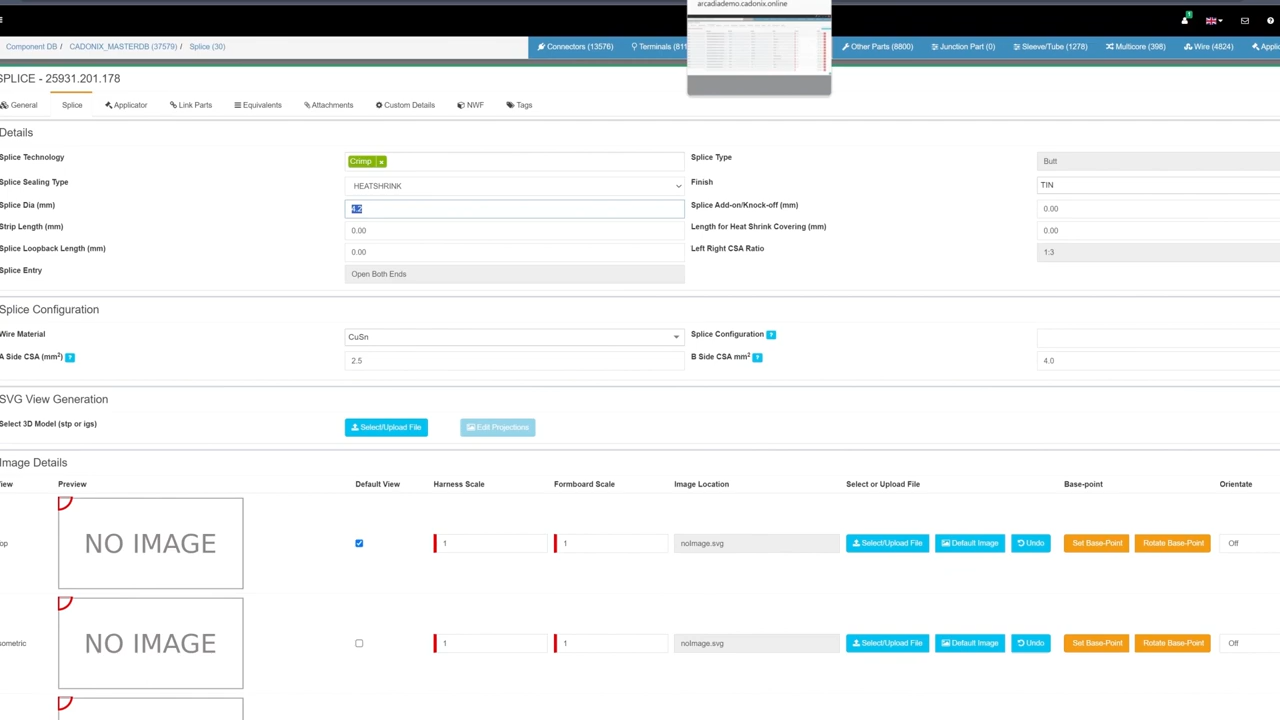 arcadiademo.cadonix.online
1
Component DB / CADONIX_MASTERDB (37579) / Splice (30)
Connectors (13576) Terminals (811 Other Parts (8800) Junction Part (0) Sleeve/Tube (1278) Multicore (398) Wire (4824) Applic
SPLICE - 25931.201.178
General Splice Applicator Link Parts Equivalents Attachments Custom Details NWF Tags
Details
Splice Technology Crimp × Splice Type Butt
Splice Sealing Type HEATSHRINK Finish TIN
Splice Dia (mm) 4.2 Splice Add-on/Knock-off (mm) 0.00
Strip Length (mm) 0.00 Length for Heat Shrink Covering (mm) 0.00
Splice Loopback Length (mm) 0.00 Left Right CSA Ratio 1:3
Splice Entry Open Both Ends
Splice Configuration
Wire Material CuSn Splice Configuration ?
A Side CSA (mm²) ? 2.5 B Side CSA mm² ? 4.0
SVG View Generation
Select 3D Model (stp or igs) Select/Upload File Edit Projections
Image Details
View Preview Default View Harness Scale Formboard Scale Image Location Select or Upload File Base-point Orientate
op NO IMAGE 1 1 noImage.svg Select/Upload File Default Image Undo Set Base-Point Rotate Base-Point Off
sometric NO IMAGE 1 1 noImage.svg Select/Upload File Default Image Undo Set Base-Point Rotate Base-Point Off